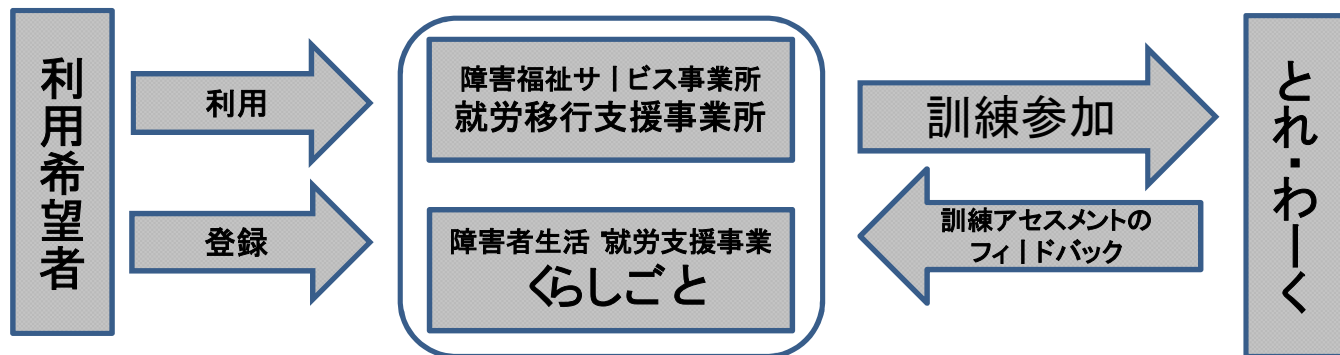 利用希望者
利用
登録
障害福祉サービス事業所
就労移行支援事業所
障害者生活・就労支援事業
くらしごと
訓練参加
訓練アセスメントの
フィードバック
とれ・わーく